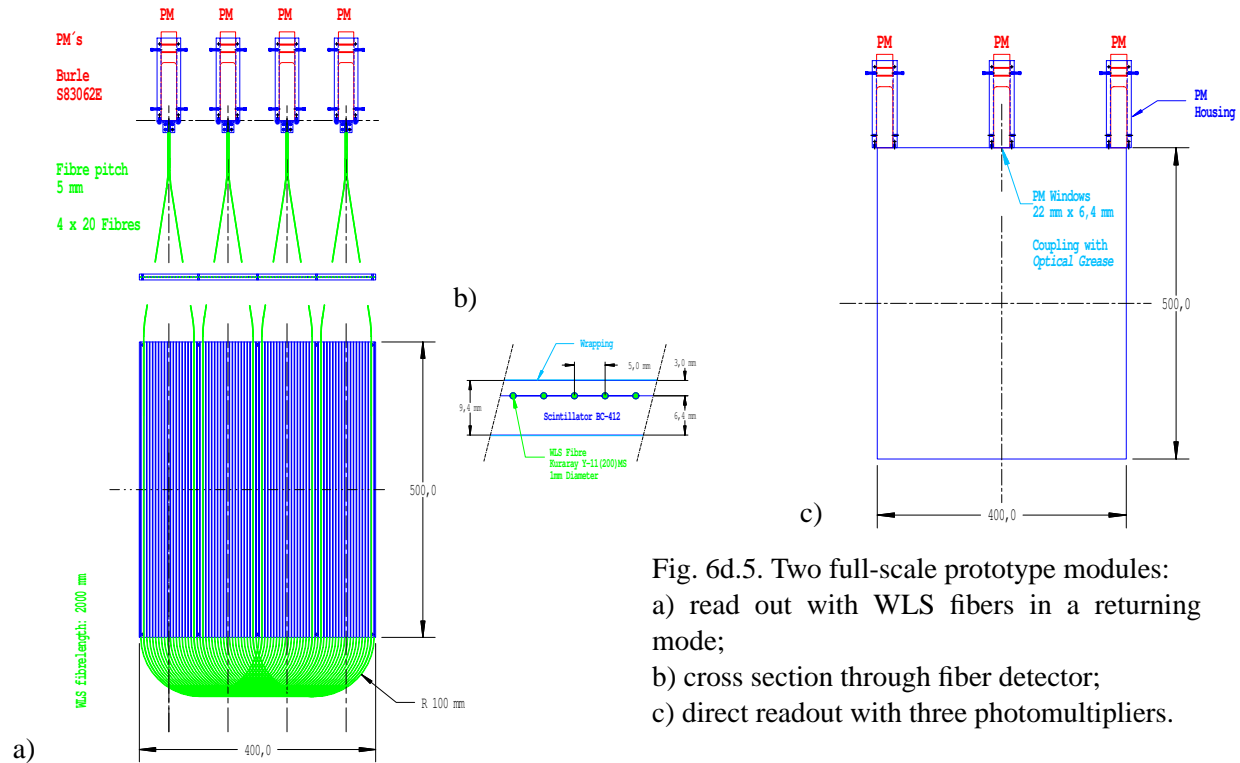 PM PM PM PM
PM´s
Burle
S83062E
Fibre pitch
5 mm
4 x 20 Fibres
WLS fibrelength: 2000 mm
500,0
R 100 mm
400,0
a)
b)
Wrapping
5,0 mm
3,0 mm
9,4 mm
Scintillator BC-412
6,4 mm
WLS Fibre
Kuraray Y-11(200)MS
1mm Diameter
PM PM PM
PM
Housing
PM Windows
22 mm x 6,4 mm
Coupling with
Optical Grease
500,0
400,0
c)
Fig. 6d.5. Two full-scale prototype modules:
a) read out with WLS fibers in a returning
mode;
b) cross section through fiber detector;
c) direct readout with three photomultipliers.